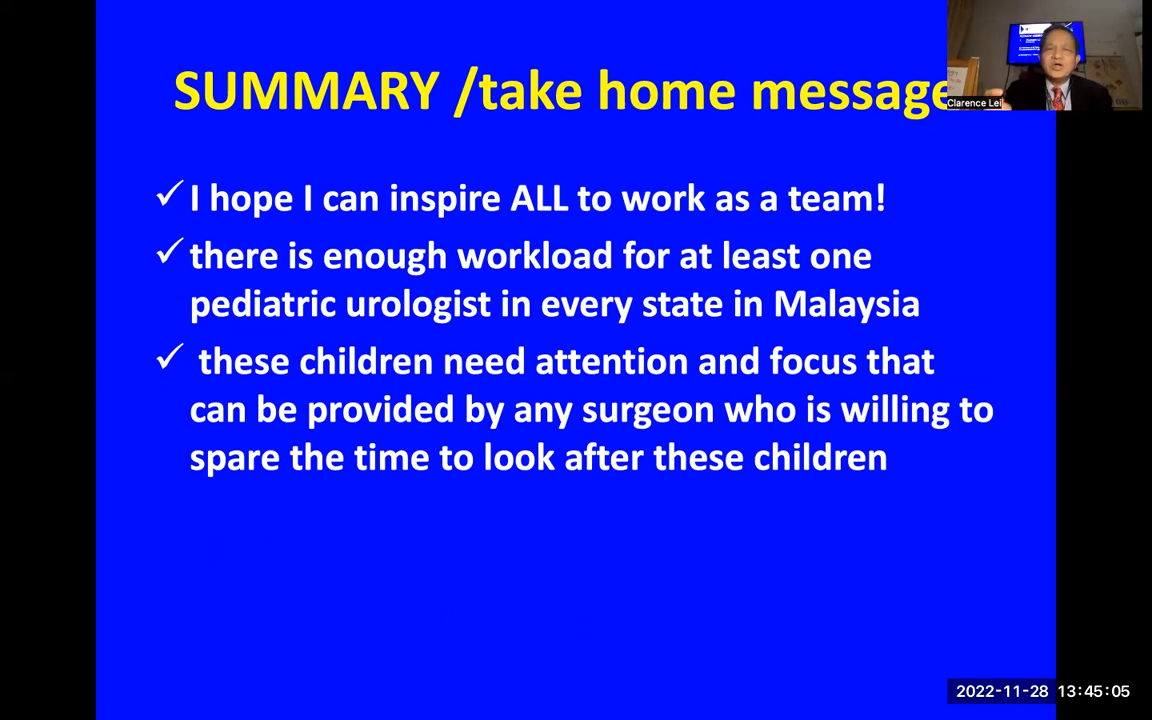 SUMMARY /take home message
Clarence Lei
✓ I hope I can inspire ALL to work as a team!
✓ there is enough workload for at least one
pediatric urologist in every state in Malaysia
✓ these children need attention and focus that
can be provided by any surgeon who is willing to
spare the time to look after these children
2022-11-28 13:45:05